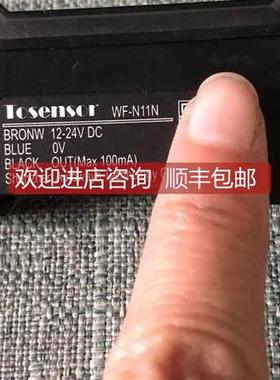 Tosensor WF-N11N
BRONW 12-24V DC
BLUE 0V
BLACK OUT(Max 100mA)
欢迎进店咨询 顺丰包邮